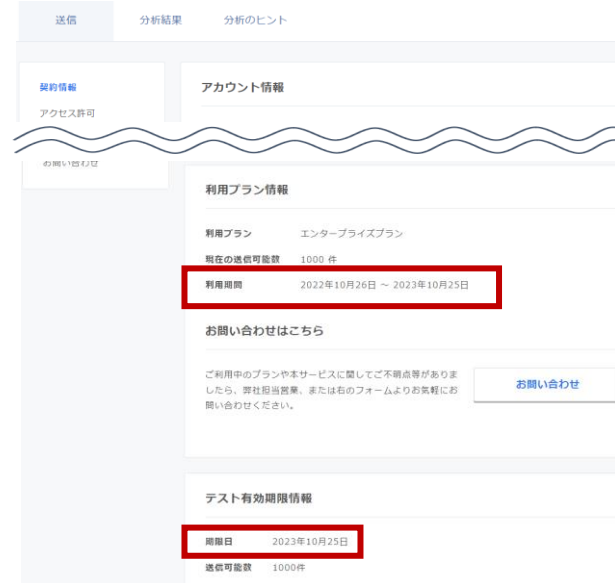 送信 分析結果 分析のヒント
契約情報
アクセス許可
お問い合わせ
アカウント情報
利用プラン情報
利用プラン エンタープライズプラン
現在の送信可能数 1000 件
利用期間 2022年10月26日 ～ 2023年10月25日
お問い合わせはこちら
ご利用中のプランや本サービスに関してご不明点等がありま
したら、弊社担当営業、または右のフォームよりお気軽にお
問い合わせください。
お問い合わせ
テスト有効期限情報
期限日 2023年10月25日
送信可能数 1000件